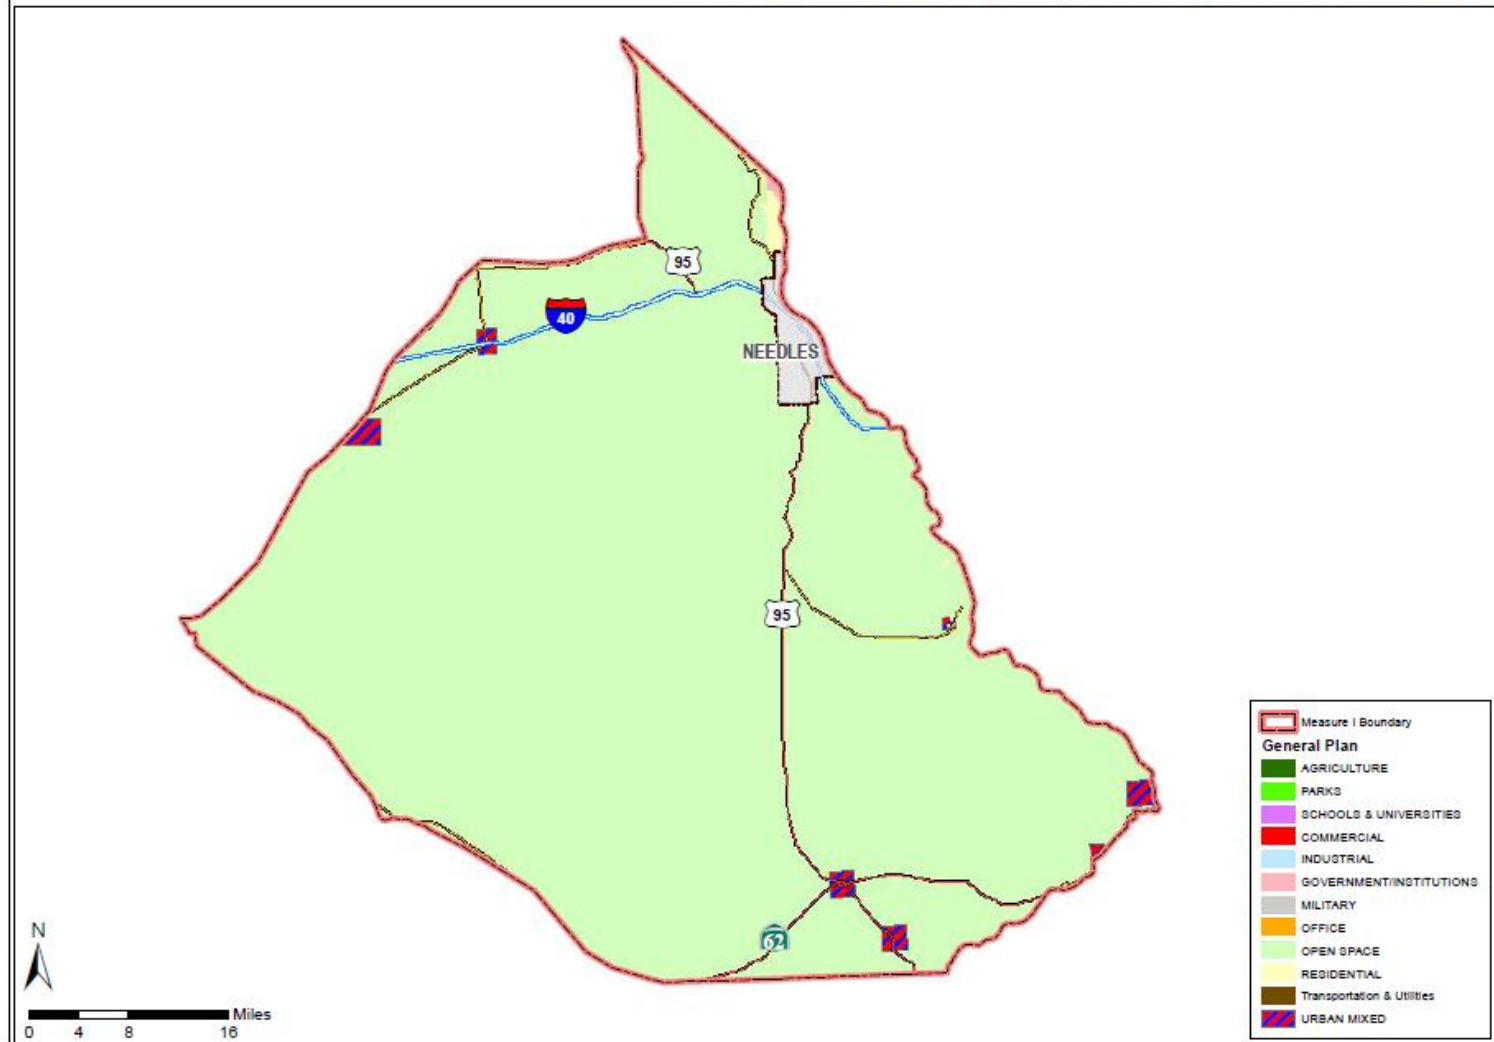 95
40
NEEDLES
95
62
N
Miles
0 4 8 16
Measure I Boundary
General Plan
AGRICULTURE
PARKS
SCHOOLS & UNIVERSITIES
COMMERCIAL
INDUSTRIAL
GOVERNMENT/INSTITUTIONS
MILITARY
OFFICE
OPEN SPACE
RESIDENTIAL
Transportation & Utilities
URBAN MIXED